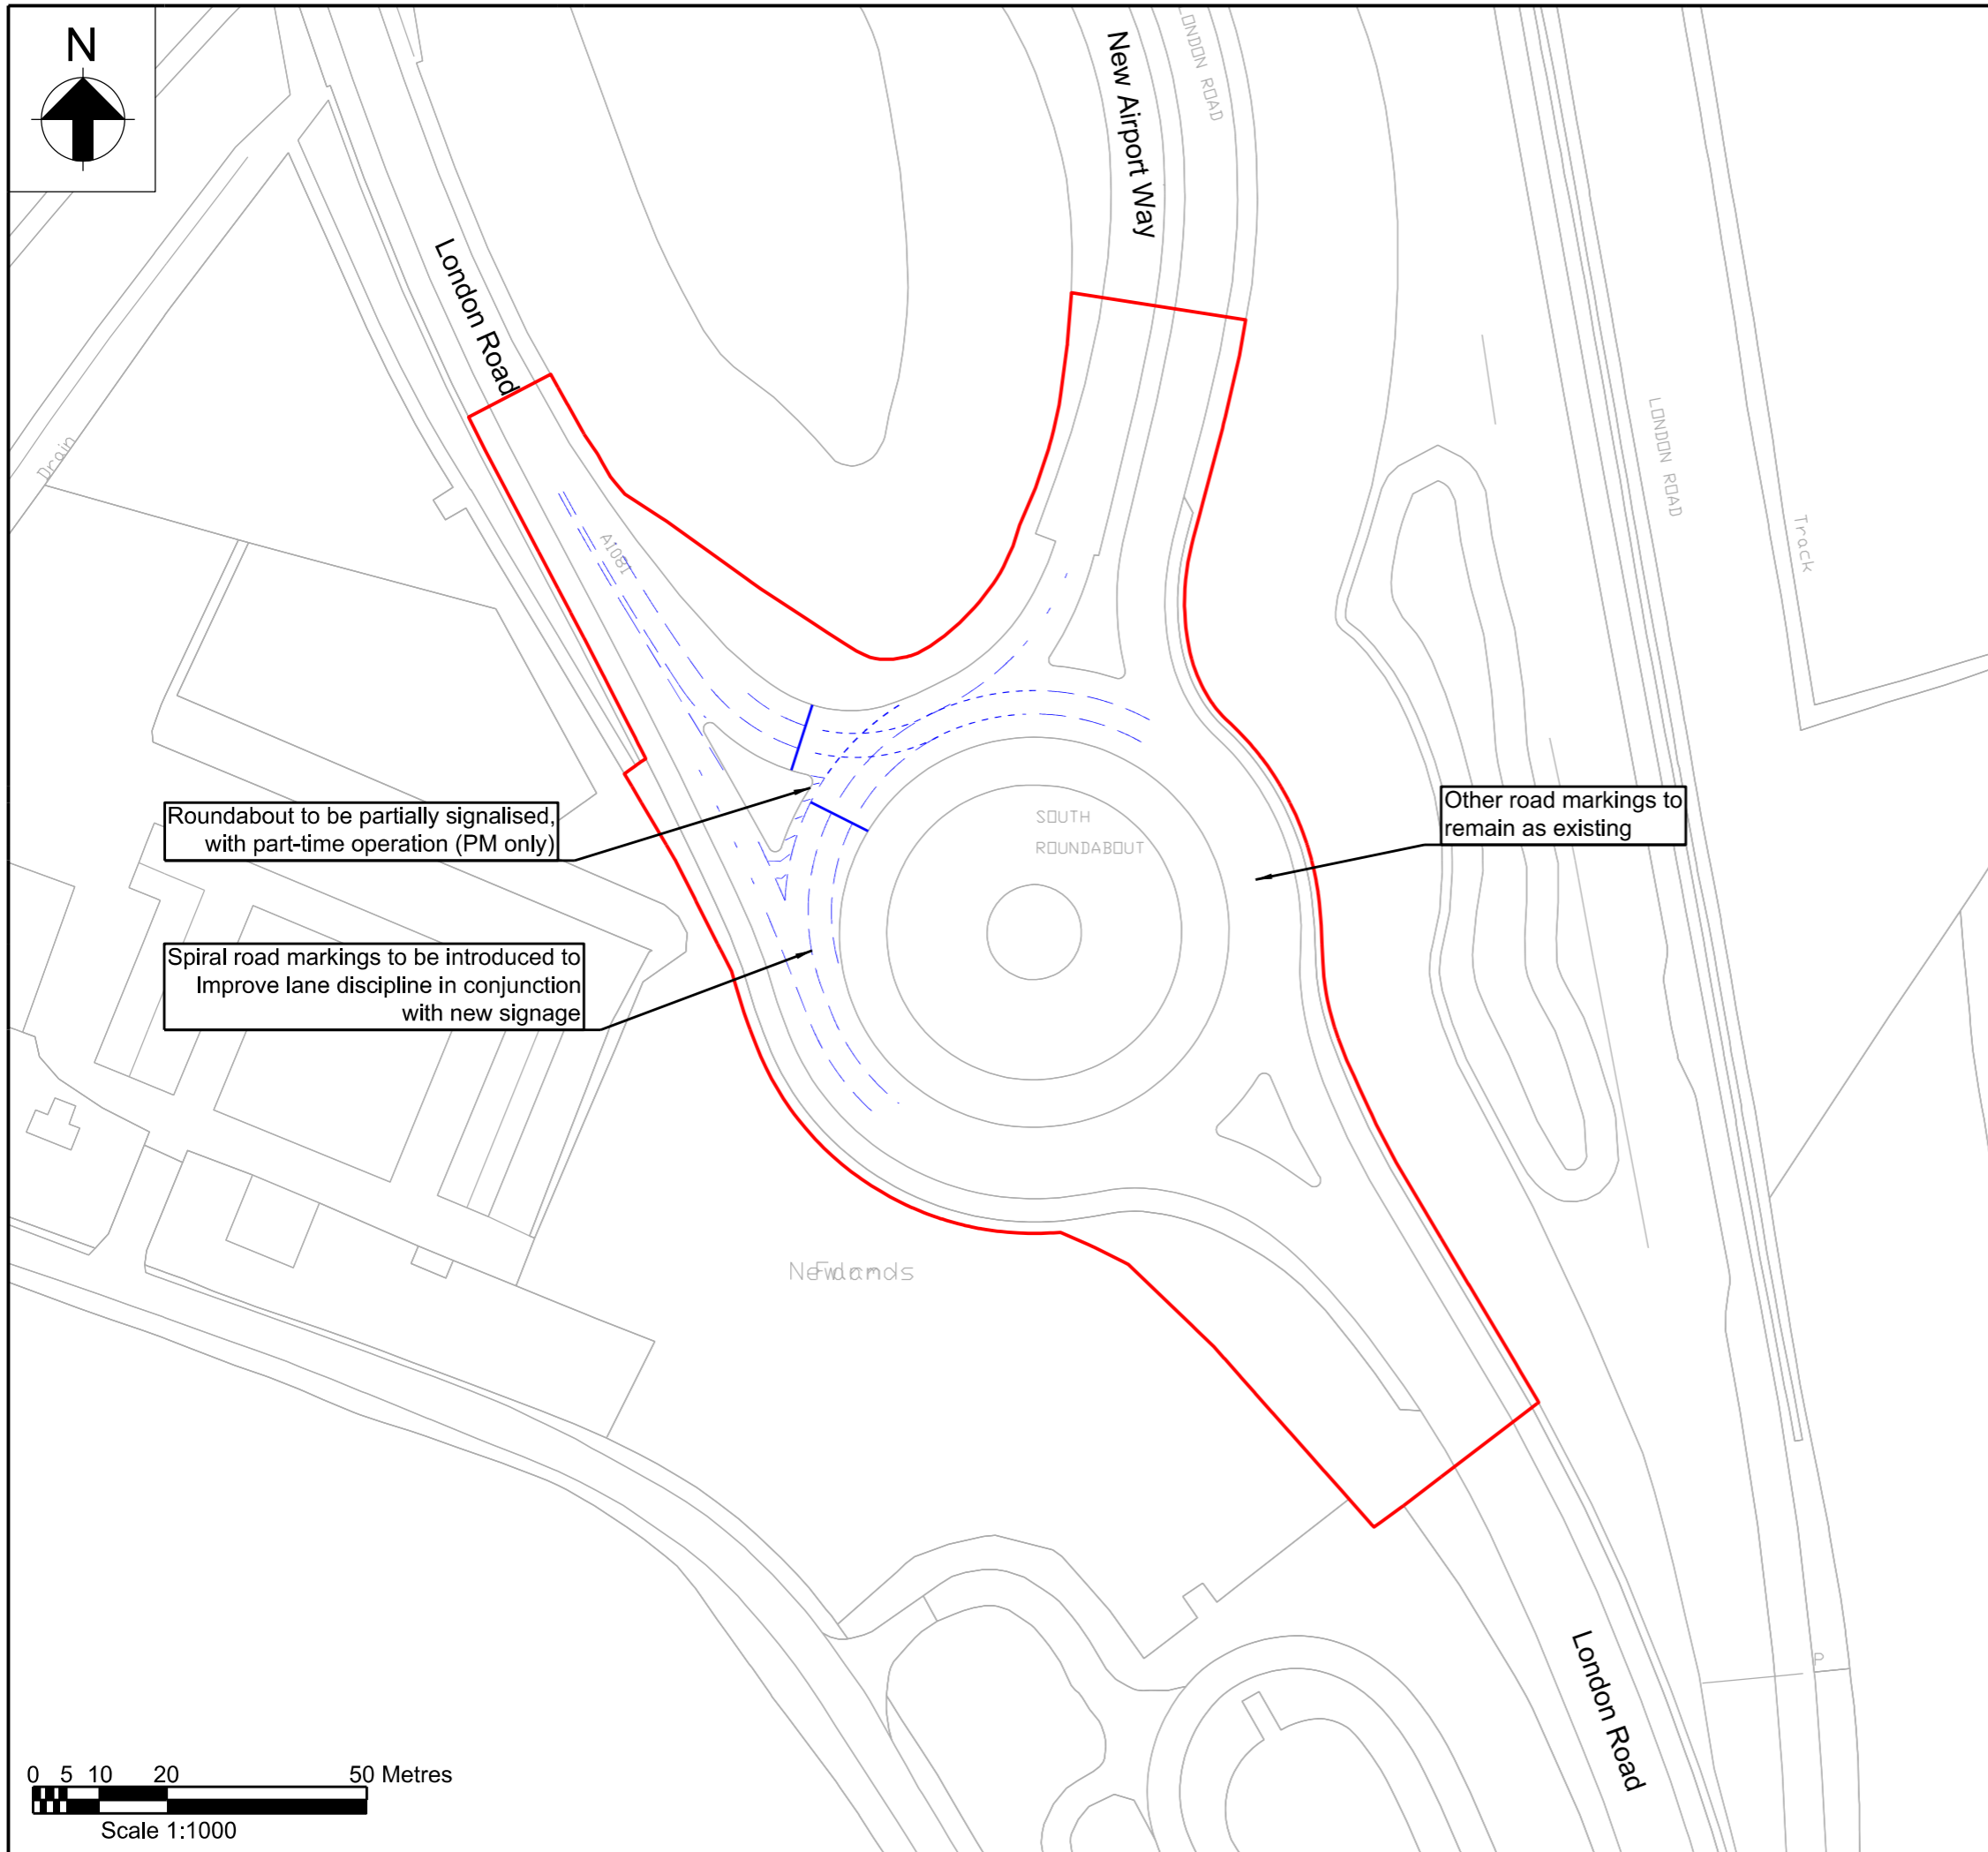 N
New Airport Way
LONDON ROAD
London Road
Drain
A1081
LONDON ROAD
Track
Roundabout to be partially signalised,
with part-time operation (PM only)
SOUTH
ROUNDABOUT
Other road markings to
remain as existing
Spiral road markings to be introduced to
Improve lane discipline in conjunction
with new signage
Newlands
Farm
London Road
P
0 5 10 20 50 Metres
Scale 1:1000